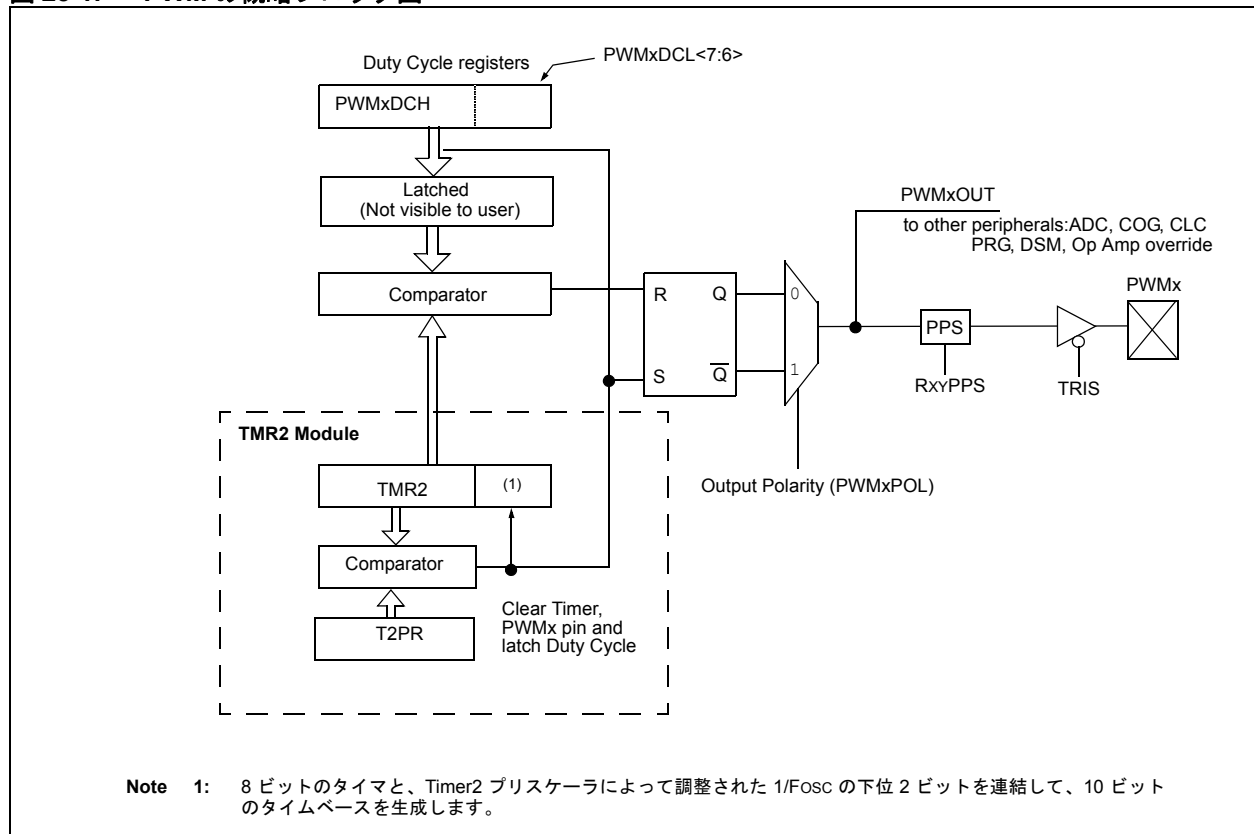 PWMxDCL<7:6>
Duty Cycle registers
PWMxDCH
Latched
(Not visible to user)
Comparator
R
Q
S
Q
0
1
PWMxOUT
to other peripherals:ADC, COG, CLC
PRG, DSM, Op Amp override
PWMx
PPS
RXYPPS
TRIS
Output Polarity (PWMxPOL)
TMR2 Module
TMR2
(1)
Comparator
T2PR
Clear Timer,
PWMx pin and
latch Duty Cycle
Note 1: 8 ビットのタイマと、Timer2 プリスケーラによって調整された 1/FOSC の下位 2 ビットを連結して、10 ビット
のタイムベースを生成します。